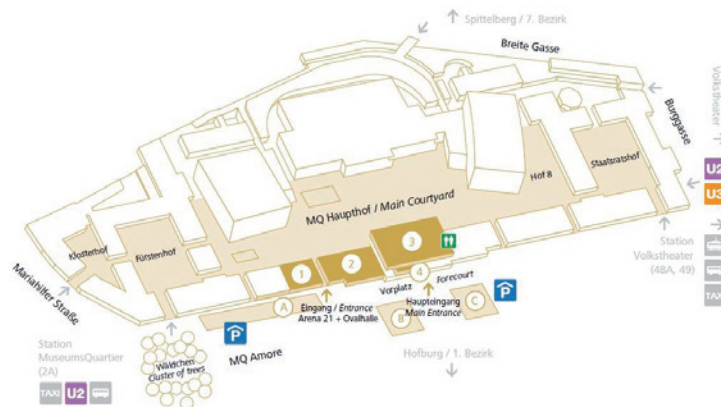 Spittelberg / 7. Bezirk
Breite Gasse
Volkstheater
Burggasse
U2
U3
Staatsratshof
Hof 8
MQ Haupthof / Main Courtyard
Klosterhof
Fürstenhof
Mariahilfer Straße
1
2
3
4
Vorplatz
Forecourt
Station
Volkstheater
(48A, 49)
TAXI
A
Eingang / Entrance
Arena 21 + Ovalhalle
Haupteingang
Main Entrance
B
C
P
P
MQ Amore
Wäldchen
Cluster of trees
Station
MuseumsQuartier
(2A)
TAXI
U2
Hofburg / 1. Bezirk